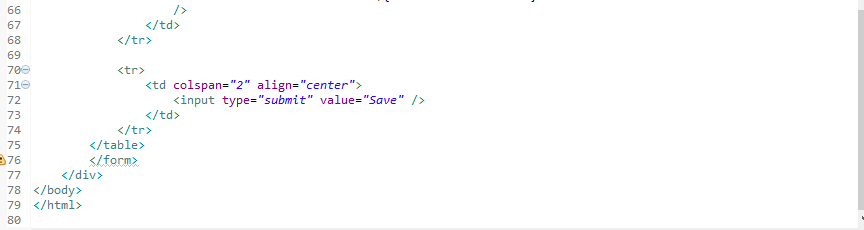 66 />
67 </td>
68 </tr>
69
70 <tr>
71 <td colspan="2" align="center">
72 <input type="submit" value="Save" />
73 </td>
74 </tr>
75 </table>
76 </form>
77 </div>
78 </body>
79 </html>
80